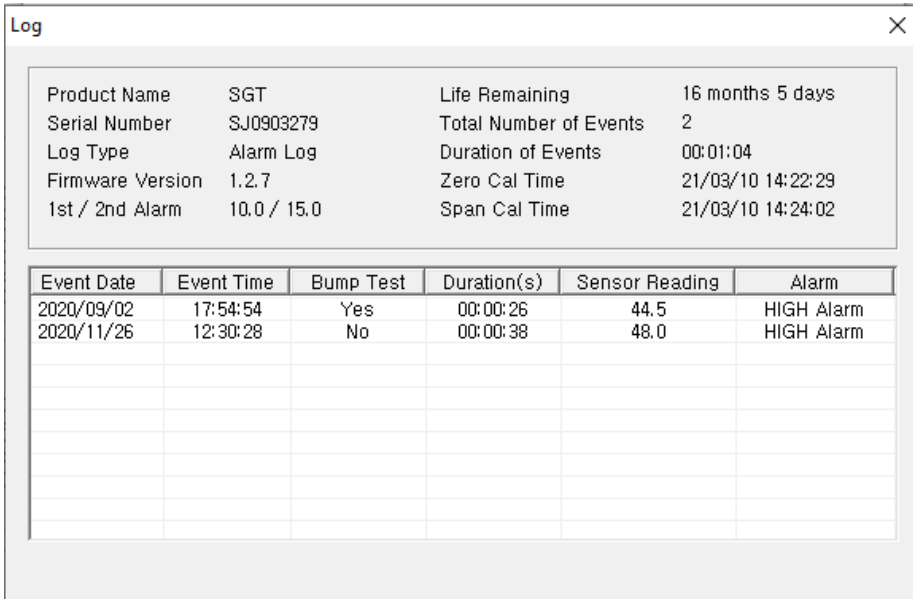 Log
Product Name SGT Life Remaining 16 months 5 days
Serial Number SJ0903279 Total Number of Events 2
Log Type Alarm Log Duration of Events 00:01:04
Firmware Version 1.2.7 Zero Cal Time 21/03/10 14:22:29
1st / 2nd Alarm 10.0 / 15.0 Span Cal Time 21/03/10 14:24:02
Event Date Event Time Bump Test Duration(s) Sensor Reading Alarm
2020/09/02 17:54:54 Yes 00:00:26 44.5 HIGH Alarm
2020/11/26 12:30:28 No 00:00:38 48.0 HIGH Alarm